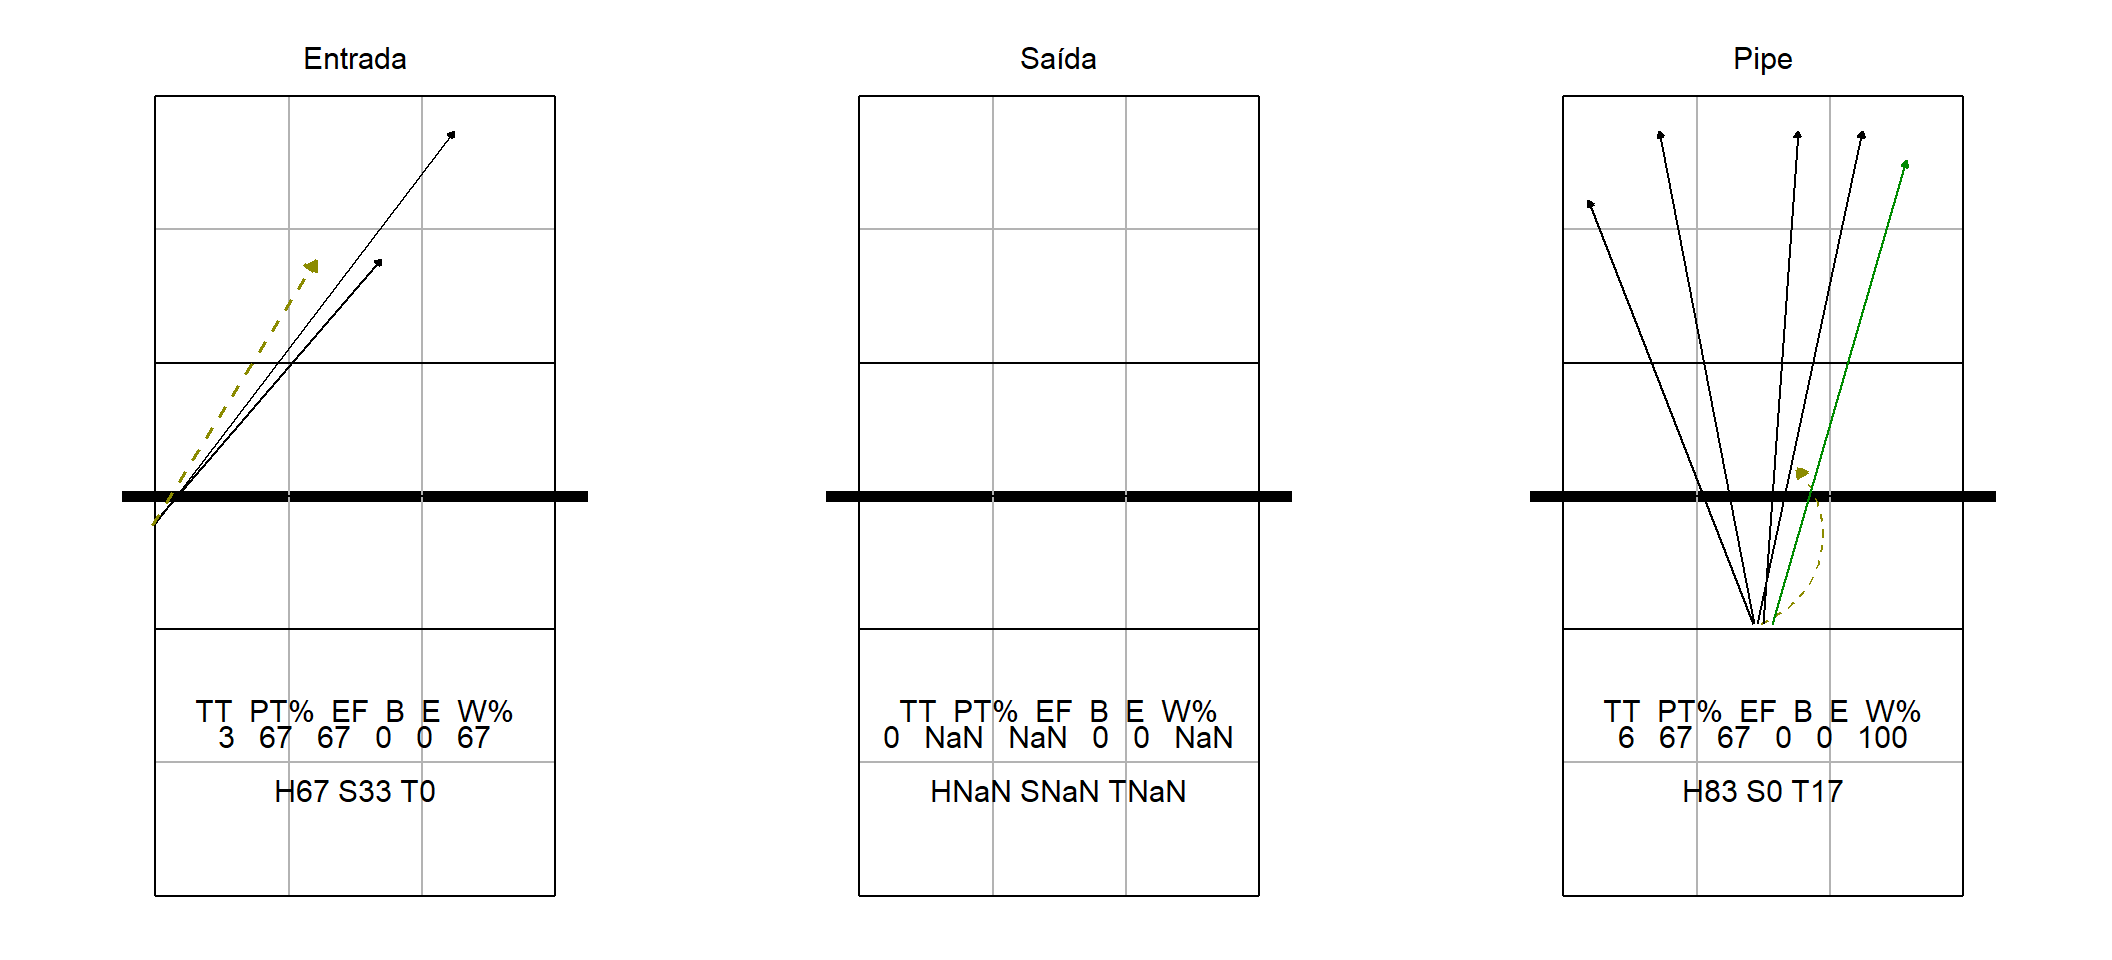 Entrada
TT PT% EF B E W%
3 67 67 0 0 67
H67 S33 T0
Saída
TT PT% EF B E W%
0 NaN NaN 0 0 NaN
HNaN SNaN TNaN
Pipe
TT PT% EF B E W%
6 67 67 0 0 100
H83 S0 T17